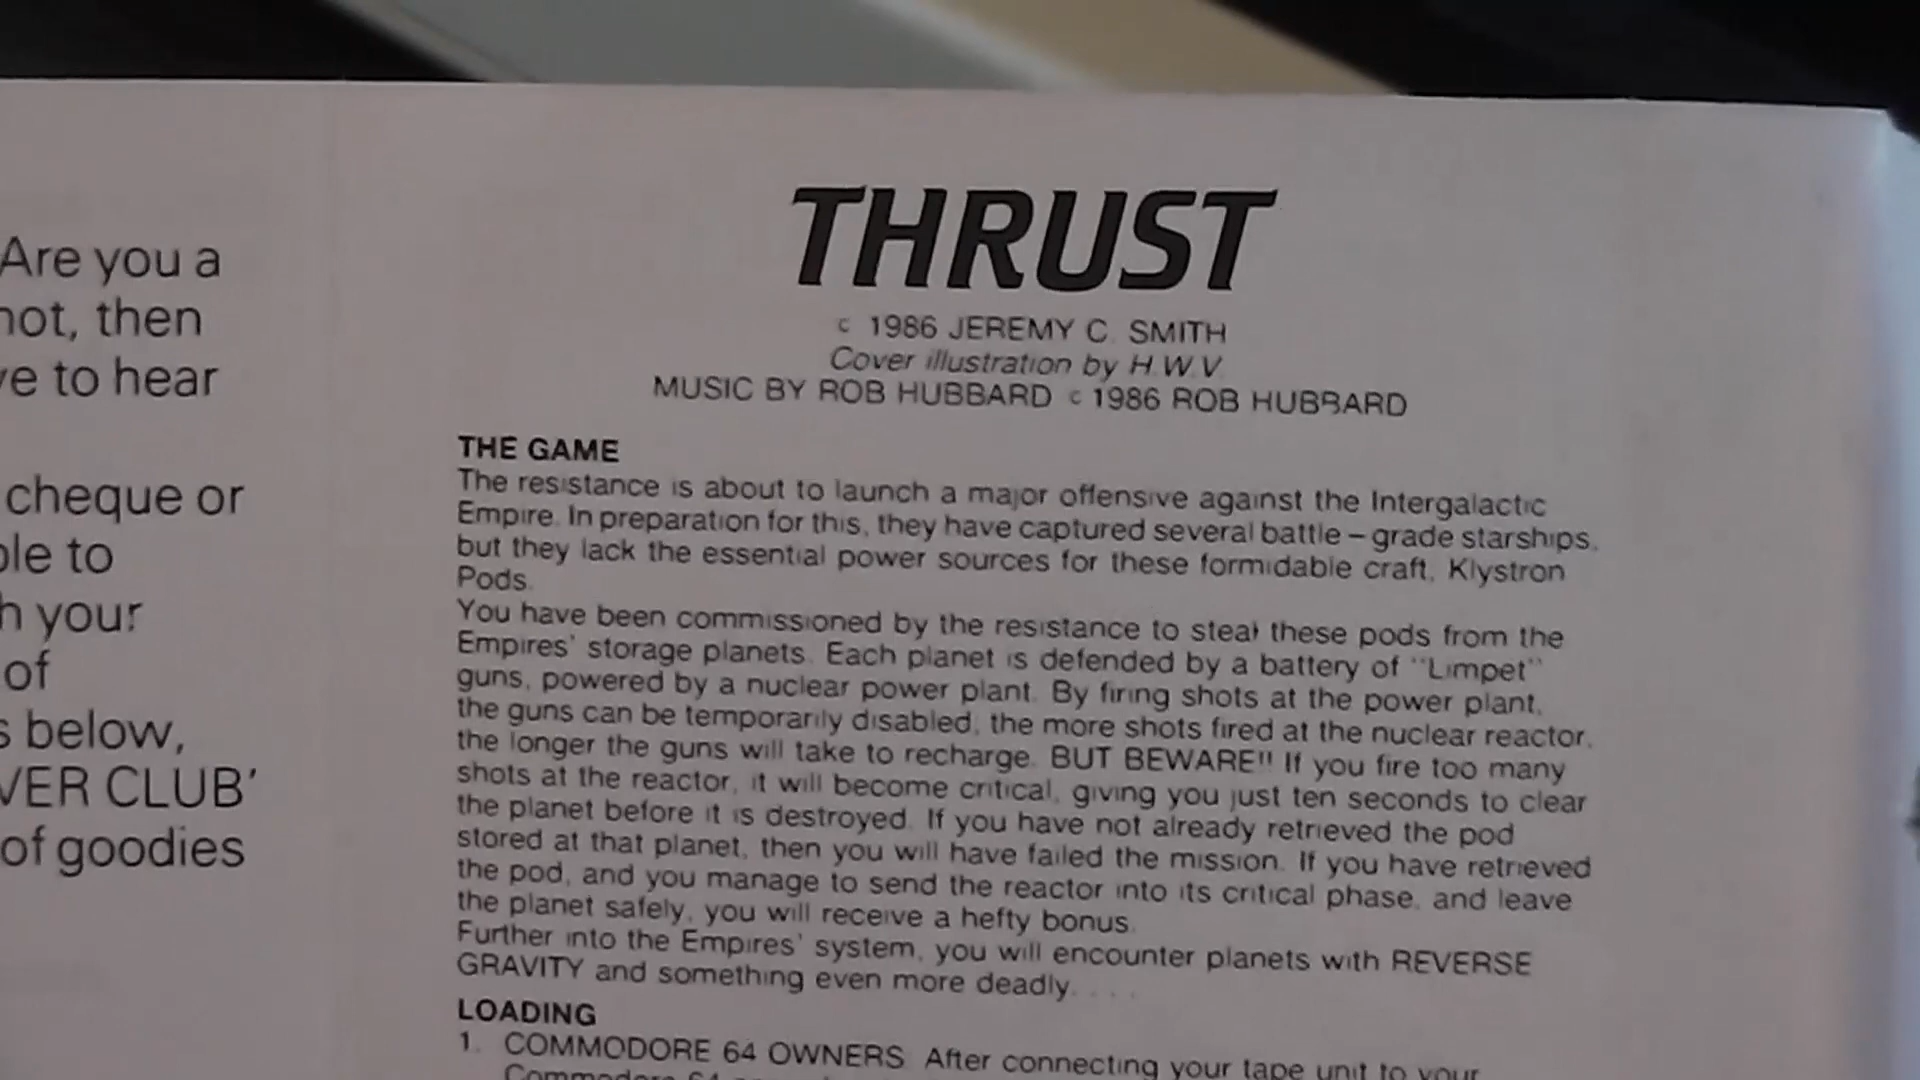 Are you a
not, then
ve to hear
cheque or
ble to
h your
of
s below,
VER CLUB'
of goodies
THRUST
c 1986 JEREMY C. SMITH
Cover illustration by H.W.V.
MUSIC BY ROB HUBBARD c 1986 ROB HUBBARD
THE GAME
The resistance is about to launch a major offensive against the Intergalactic
Empire. In preparation for this, they have captured several battle – grade starships,
but they lack the essential power sources for these formidable craft, Klystron
Pods.
You have been commissioned by the resistance to steal these pods from the
Empires' storage planets. Each planet is defended by a battery of "Limpet"
guns, powered by a nuclear power plant. By firing shots at the power plant,
the guns can be temporarily disabled, the more shots fired at the nuclear reactor,
the longer the guns will take to recharge. BUT BEWARE!! If you fire too many
shots at the reactor, it will become critical, giving you just ten seconds to clear
the planet before it is destroyed. If you have not already retrieved the pod
stored at that planet, then you will have failed the mission. If you have retrieved
the pod, and you manage to send the reactor into its critical phase, and leave
the planet safely, you will receive a hefty bonus.
Further into the Empires' system, you will encounter planets with REVERSE
GRAVITY and something even more deadly. . . .
LOADING
1. COMMODORE 64 OWNERS After connecting your tape unit to your
Commodore 64